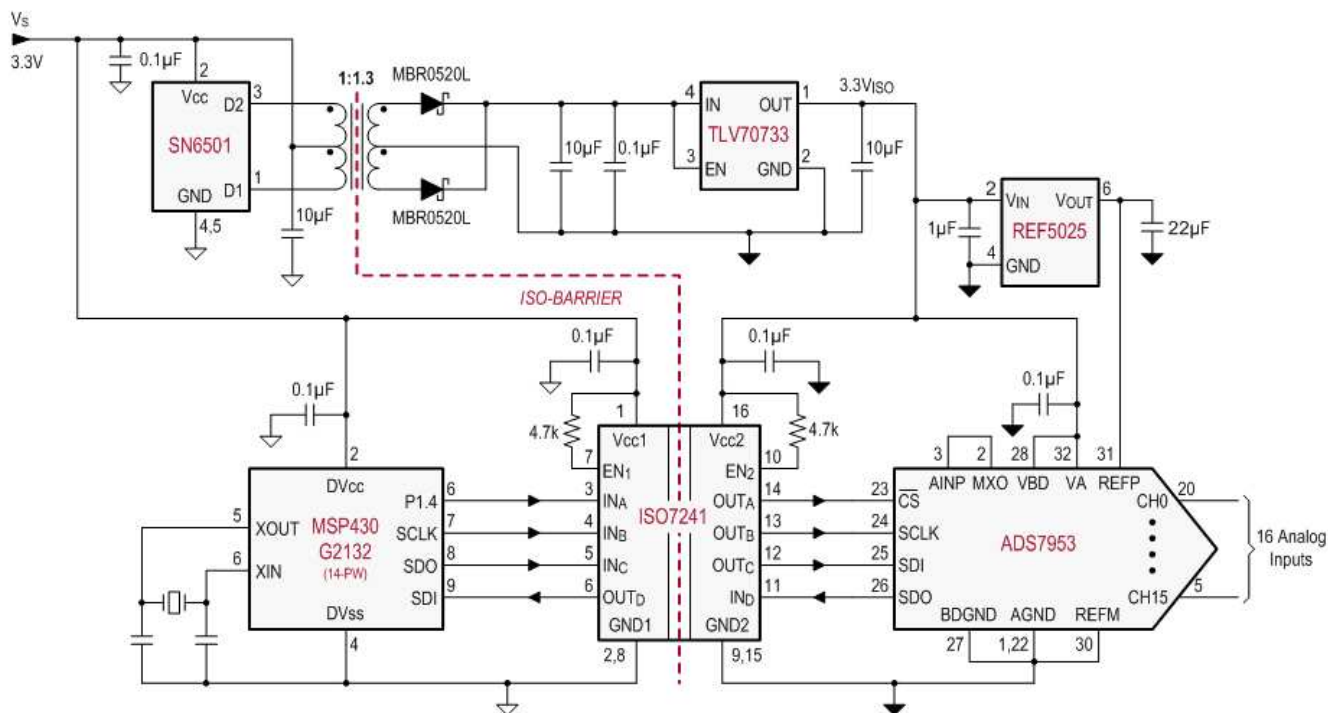 VS
3.3V
0.1µF
2
Vcc
3
D2
SN6501
1
D1
GND
4,5
10µF
1:1.3
MBR0520L
MBR0520L
10µF
0.1µF
4
IN
OUT
1
TLV70733
3
EN
GND
2
3.3VISO
10µF
2
VIN
VOUT
6
REF5025
1µF
4
GND
22µF
ISO-BARRIER
0.1µF
0.1µF
0.1µF
0.1µF
4.7k
4.7k
1
Vcc1
16
Vcc2
7
EN1
EN2
10
3
INA
OUTA
14
4
INB
OUTB
13
5
INC
OUTC
12
6
OUTD
IND
11
ISO7241
GND1
GND2
2,8
9,15
2
DVcc
5
XOUT
6
XIN
MSP430
G2132
(14-PW)
P1.4
6
SCLK
7
SDO
8
SDI
9
DVss
4
3
2
28
32
31
AINP
MXO
VBD
VA
REFP
23
CS
24
SCLK
25
SDI
26
SDO
ADS7953
CH0
20
CH15
5
16 Analog
Inputs
BDGND
AGND
REFM
27
1,22
30